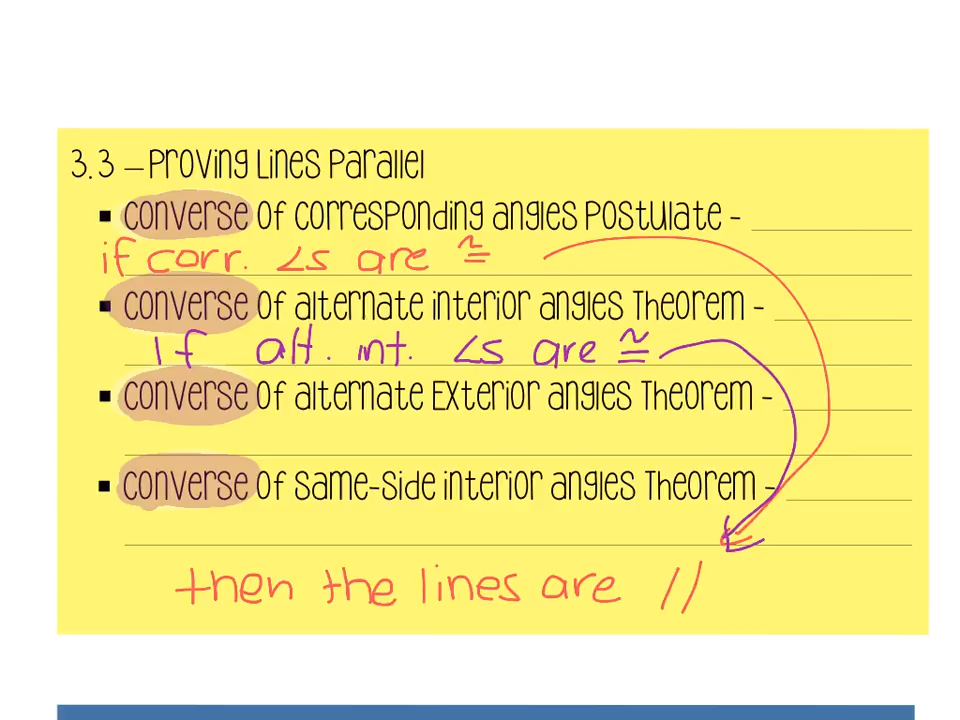 3.3 – Proving Lines Parallel
▪ Converse of corresponding angles Postulate -
if corr. ∠s are ≅
▪ Converse of alternate interior angles Theorem -
If alt. int. ∠s are ≅
▪ Converse of alternate Exterior angles Theorem -
▪ Converse of same-side interior angles Theorem -
then the lines are //